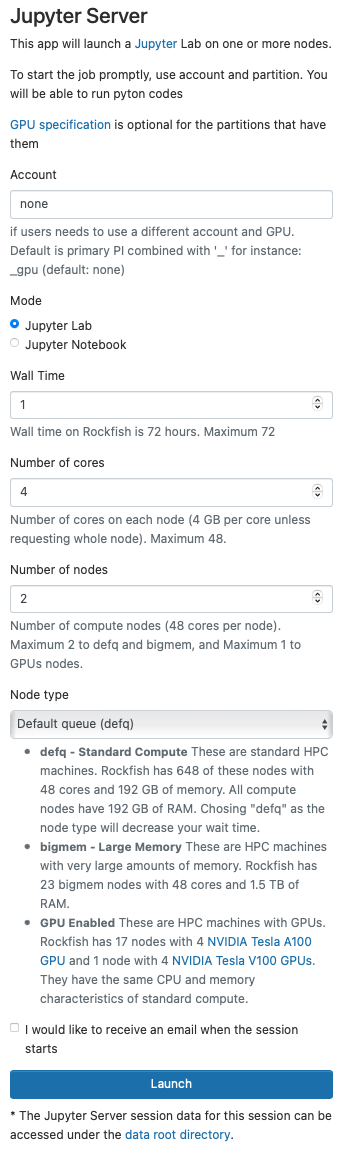 Jupyter Server
This app will launch a Jupyter Lab on one or more nodes.
To start the job promptly, use account and partition. You
will be able to run pyton codes
GPU specification is optional for the partitions that have
them
Account
none
if users needs to use a different account and GPU.
Default is primary PI combined with '_' for instance:
_gpu (default: none)
Mode
Jupyter Lab
Jupyter Notebook
Wall Time
1
Wall time on Rockfish is 72 hours. Maximum 72
Number of cores
4
Number of cores on each node (4 GB per core unless
requesting whole node). Maximum 48.
Number of nodes
2
Number of compute nodes (48 cores per node).
Maximum 2 to defq and bigmem, and Maximum 1 to
GPUs nodes.
Node type
Default queue (defq)
• defq - Standard Compute These are standard HPC
machines. Rockfish has 648 of these nodes with
48 cores and 192 GB of memory. All compute
nodes have 192 GB of RAM. Chosing "defq" as the
node type will decrease your wait time.
• bigmem - Large Memory These are HPC machines
with very large amounts of memory. Rockfish has
23 bigmem nodes with 48 cores and 1.5 TB of
RAM.
• GPU Enabled These are HPC machines with GPUs.
Rockfish has 17 nodes with 4 NVIDIA Tesla A100
GPU and 1 node with 4 NVIDIA Tesla V100 GPUs.
They have the same CPU and memory
characteristics of standard compute.
I would like to receive an email when the session
starts
Launch
* The Jupyter Server session data for this session can be
accessed under the data root directory.